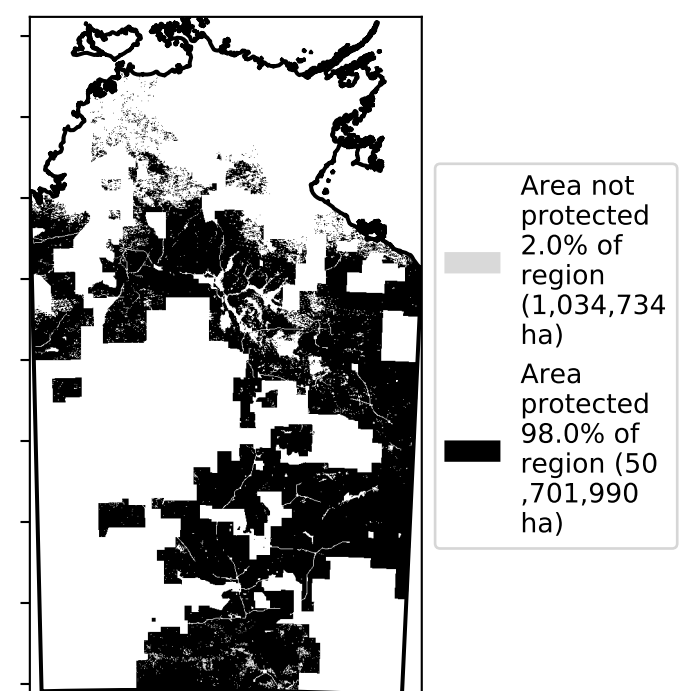 Area not
protected
2.0% of
region
(1,034,734
ha)
Area
protected
98.0% of
region (50
,701,990
ha)